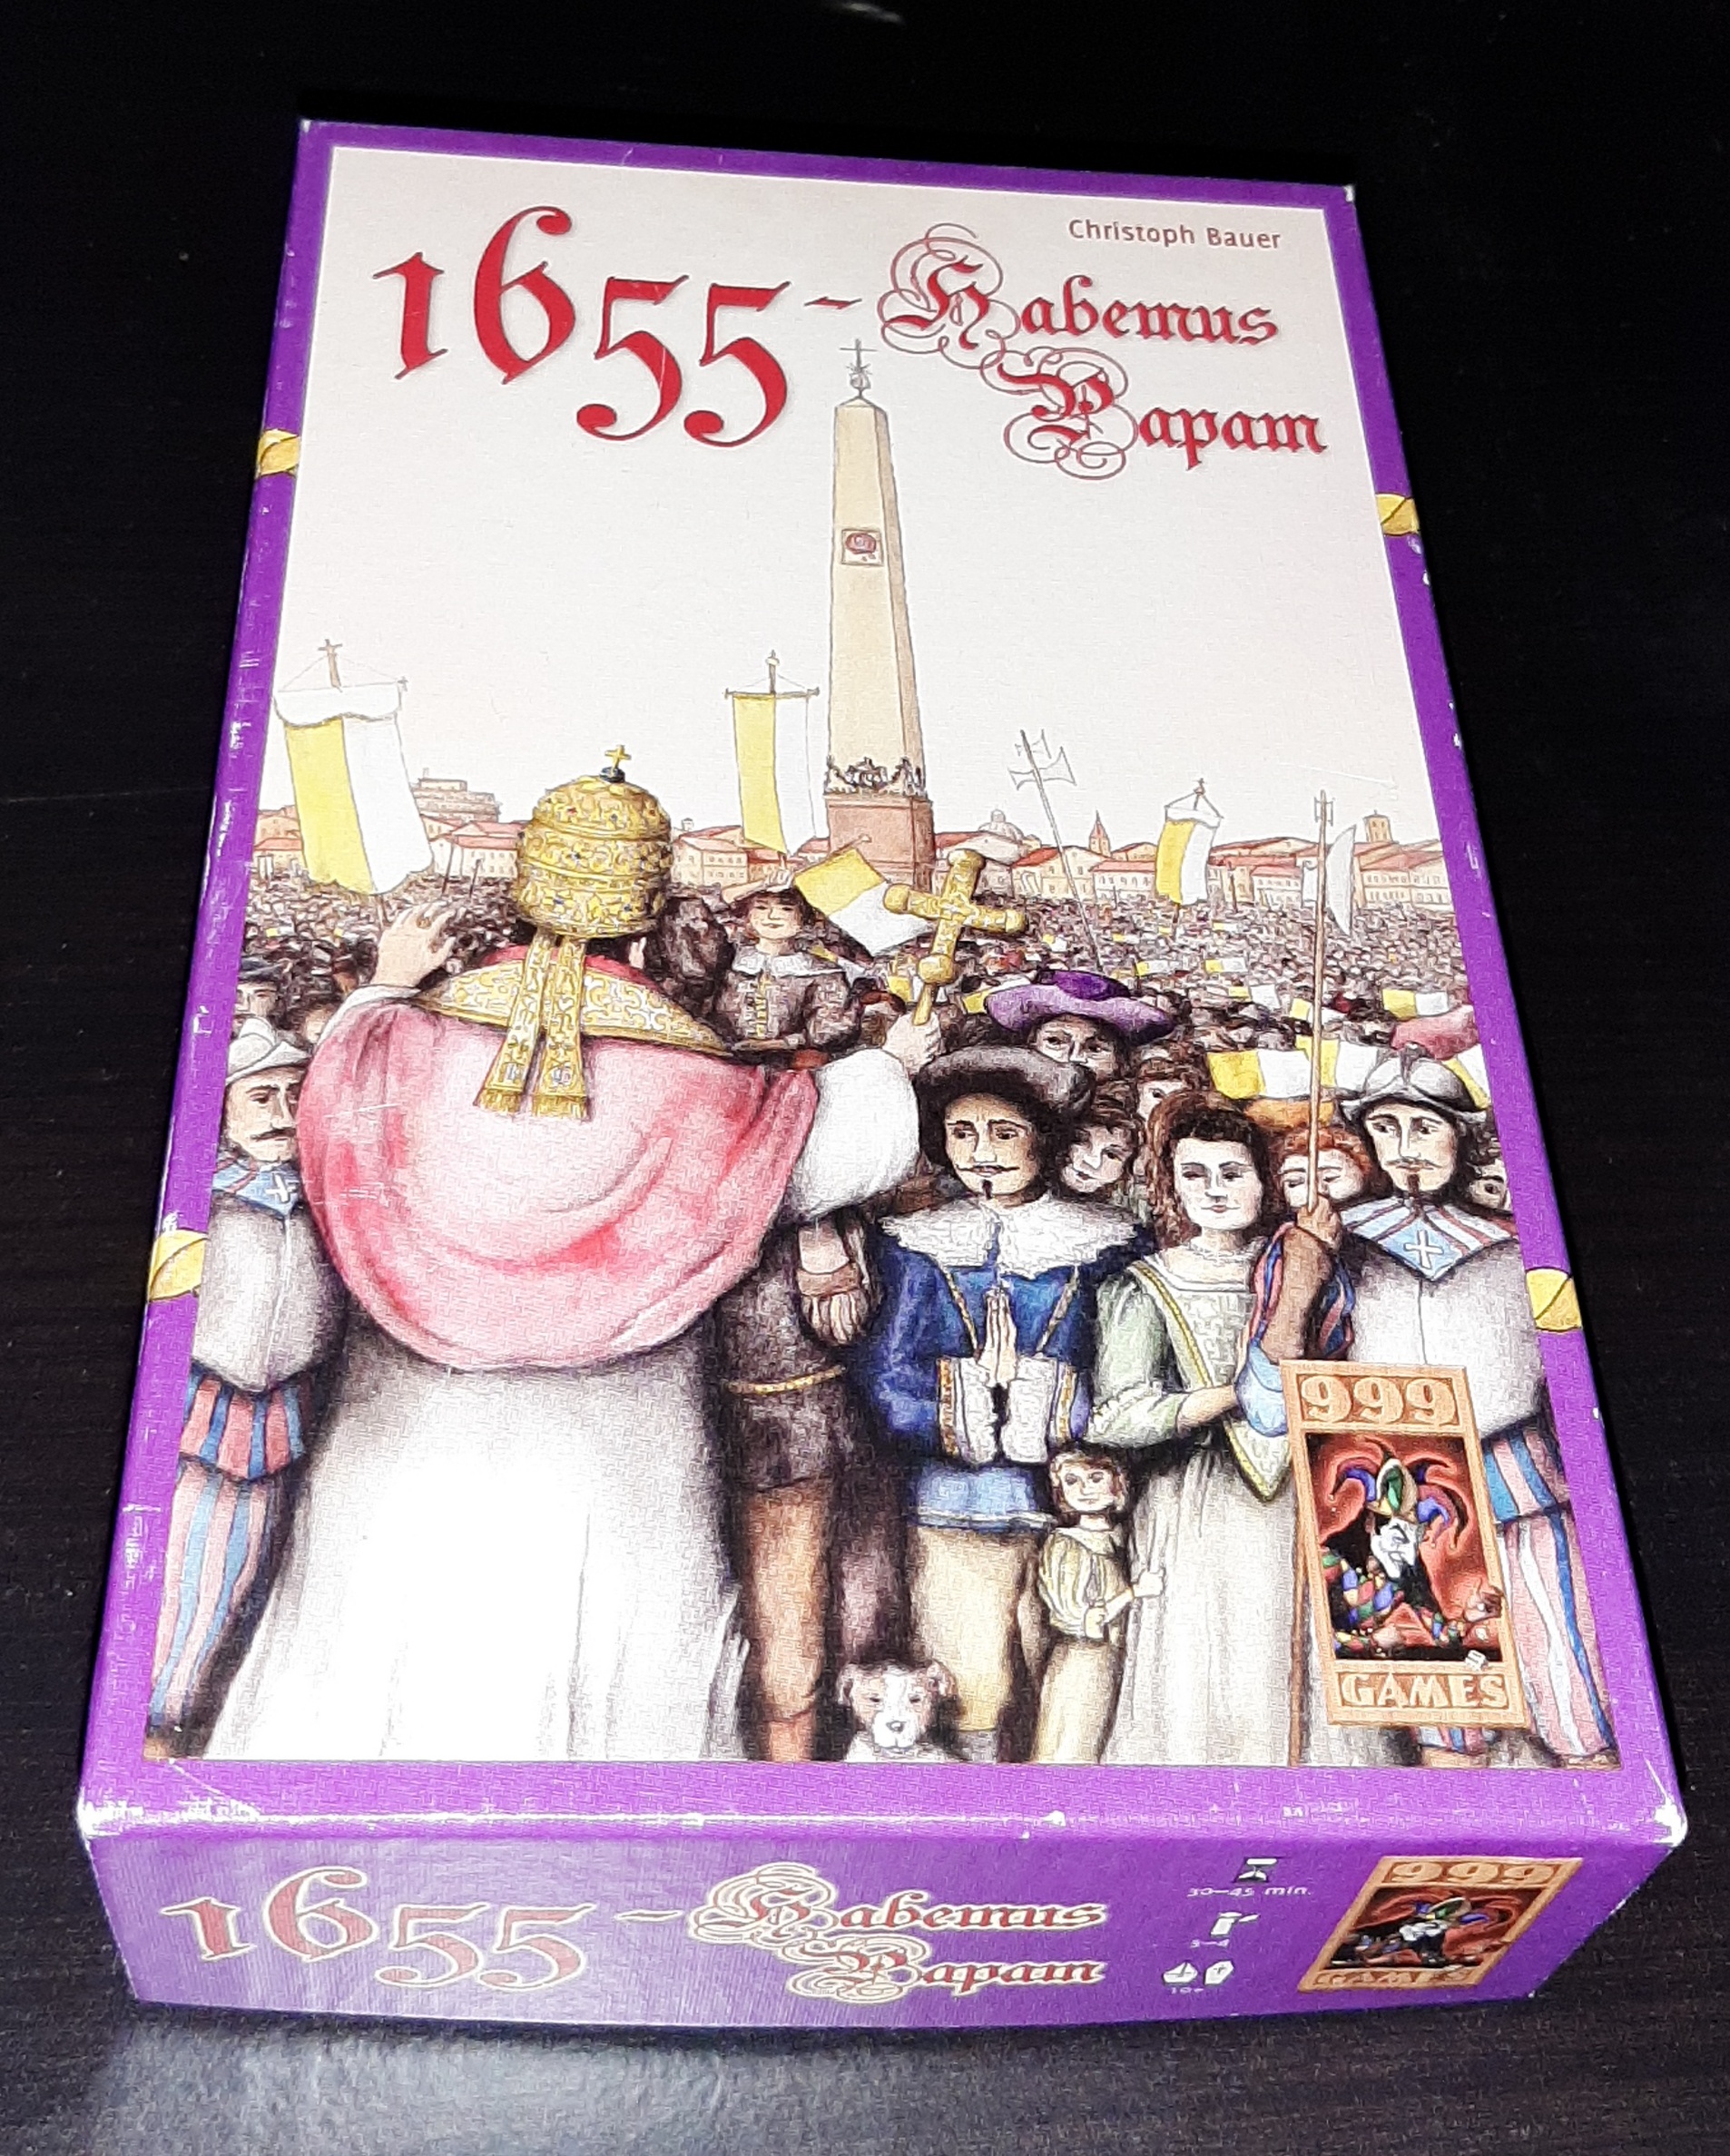 Christoph Bauer
1655 - Habemus
Papam
999
GAMES
1655 - Habemus
Papam
30–45 min.
3–4
10+
999
GAMES